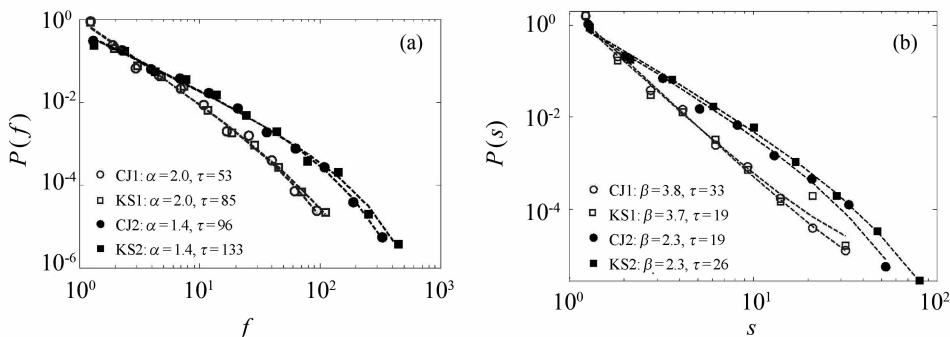 (a)
P(f)
10^0
10^-2
10^-4
10^-6
CJ1: α=2.0, τ=53
KS1: α=2.0, τ=85
CJ2: α=1.4, τ=96
KS2: α=1.4, τ=133
10^0 10^1 10^2 10^3
f
(b)
P(s)
10^0
10^-2
10^-4
CJ1: β=3.8, τ=33
KS1: β=3.7, τ=19
CJ2: β=2.3, τ=19
KS2: β=2.3, τ=26
10^0 10^1 10^2
s